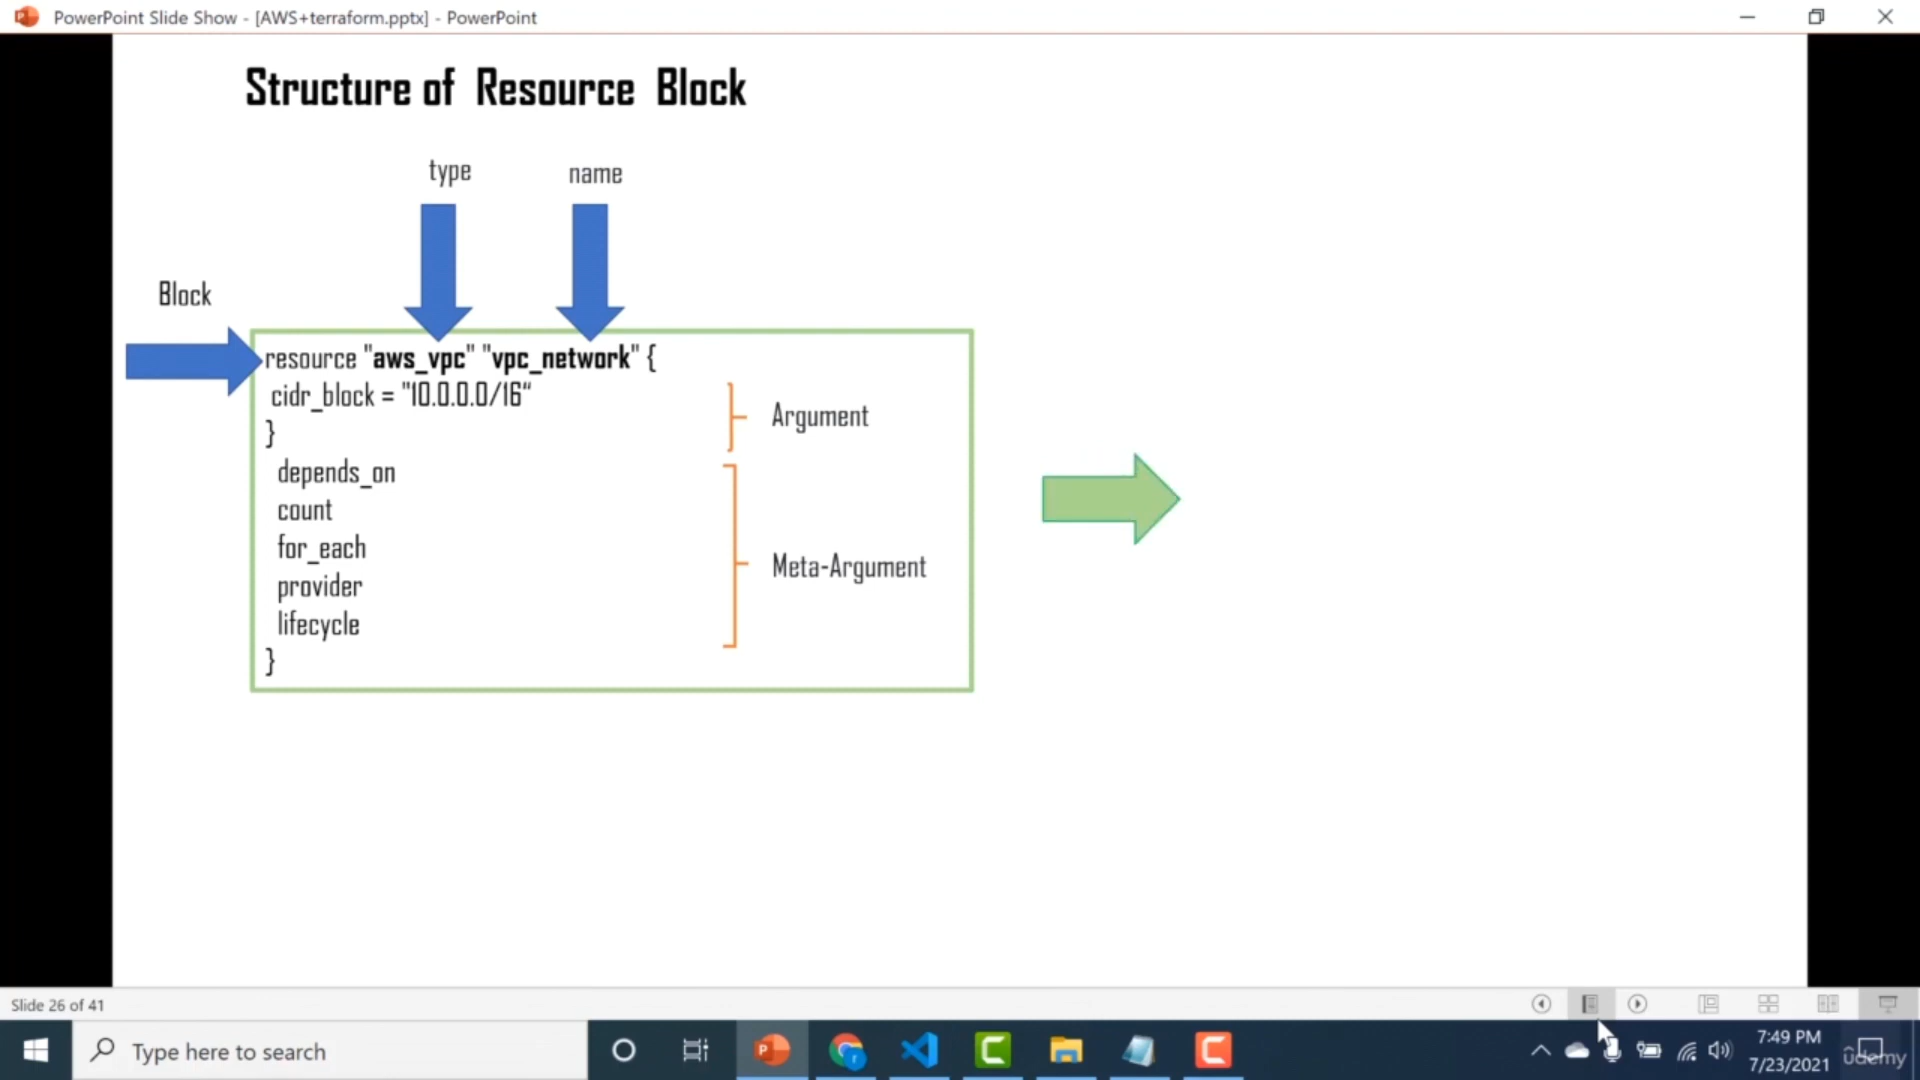 PowerPoint Slide Show - [AWS+terraform.pptx] - PowerPoint
Structure of Resource Block
type
name
Block
resource "aws_vpc" "vpc_network" {
cidr_block = "10.0.0.0/16“
}
Argument
depends_on
count
for_each
provider
lifecycle
}
Meta-Argument
Slide 26 of 41
Type here to search
7:49 PM
7/23/2021
ûdemy